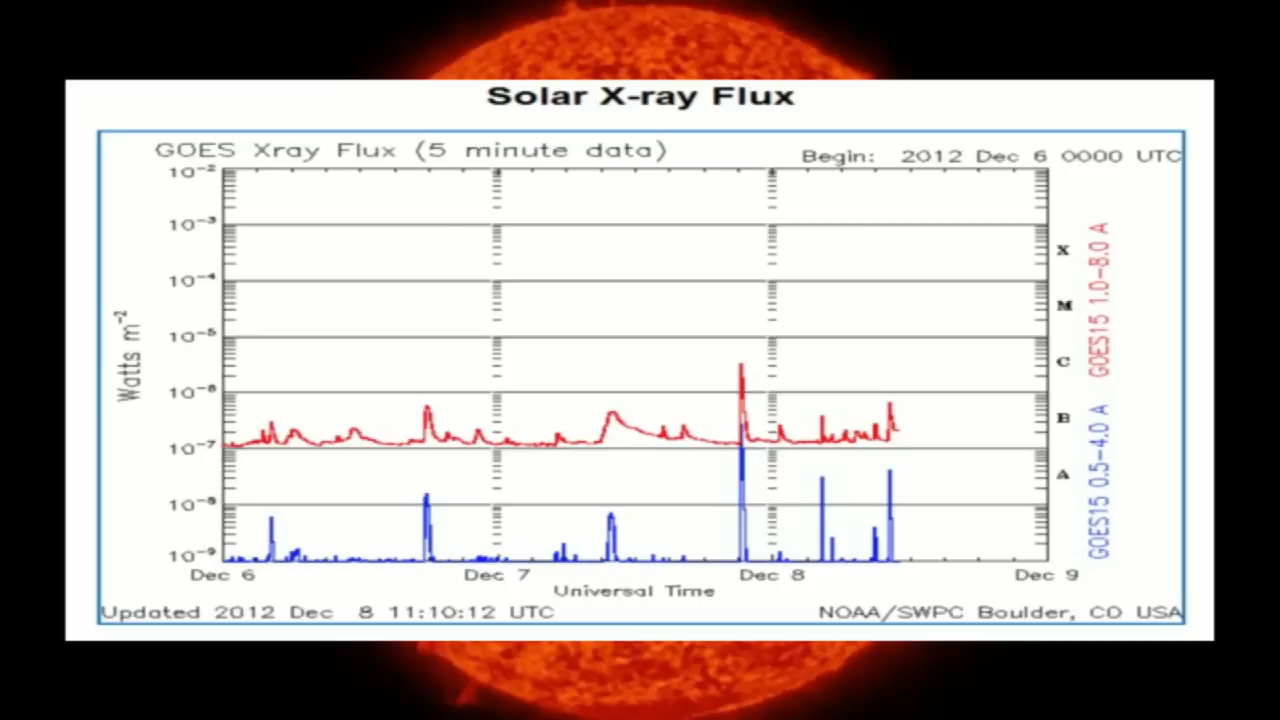 Solar X-ray Flux
GOES Xray Flux (5 minute data)
Begin: 2012 Dec 6 0000 UTC
10⁻²
10⁻³
10⁻⁴
10⁻⁵
10⁻⁶
10⁻⁷
10⁻⁸
10⁻⁹
Watts m⁻²
X
M
C
B
A
GOES15 1.0-8.0 A
GOES15 0.5-4.0 A
Dec 6
Dec 7
Dec 8
Dec 9
Universal Time
Updated 2012 Dec 8 11:10:12 UTC
NOAA/SWPC Boulder, CO USA